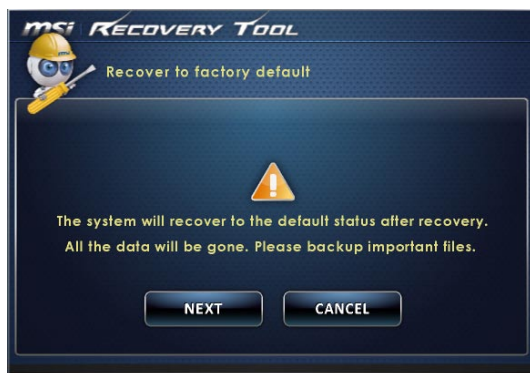 msi RECOVERY TOOL
Recover to factory default
The system will recover to the default status after recovery.
All the data will be gone. Please backup important files.
NEXT
CANCEL